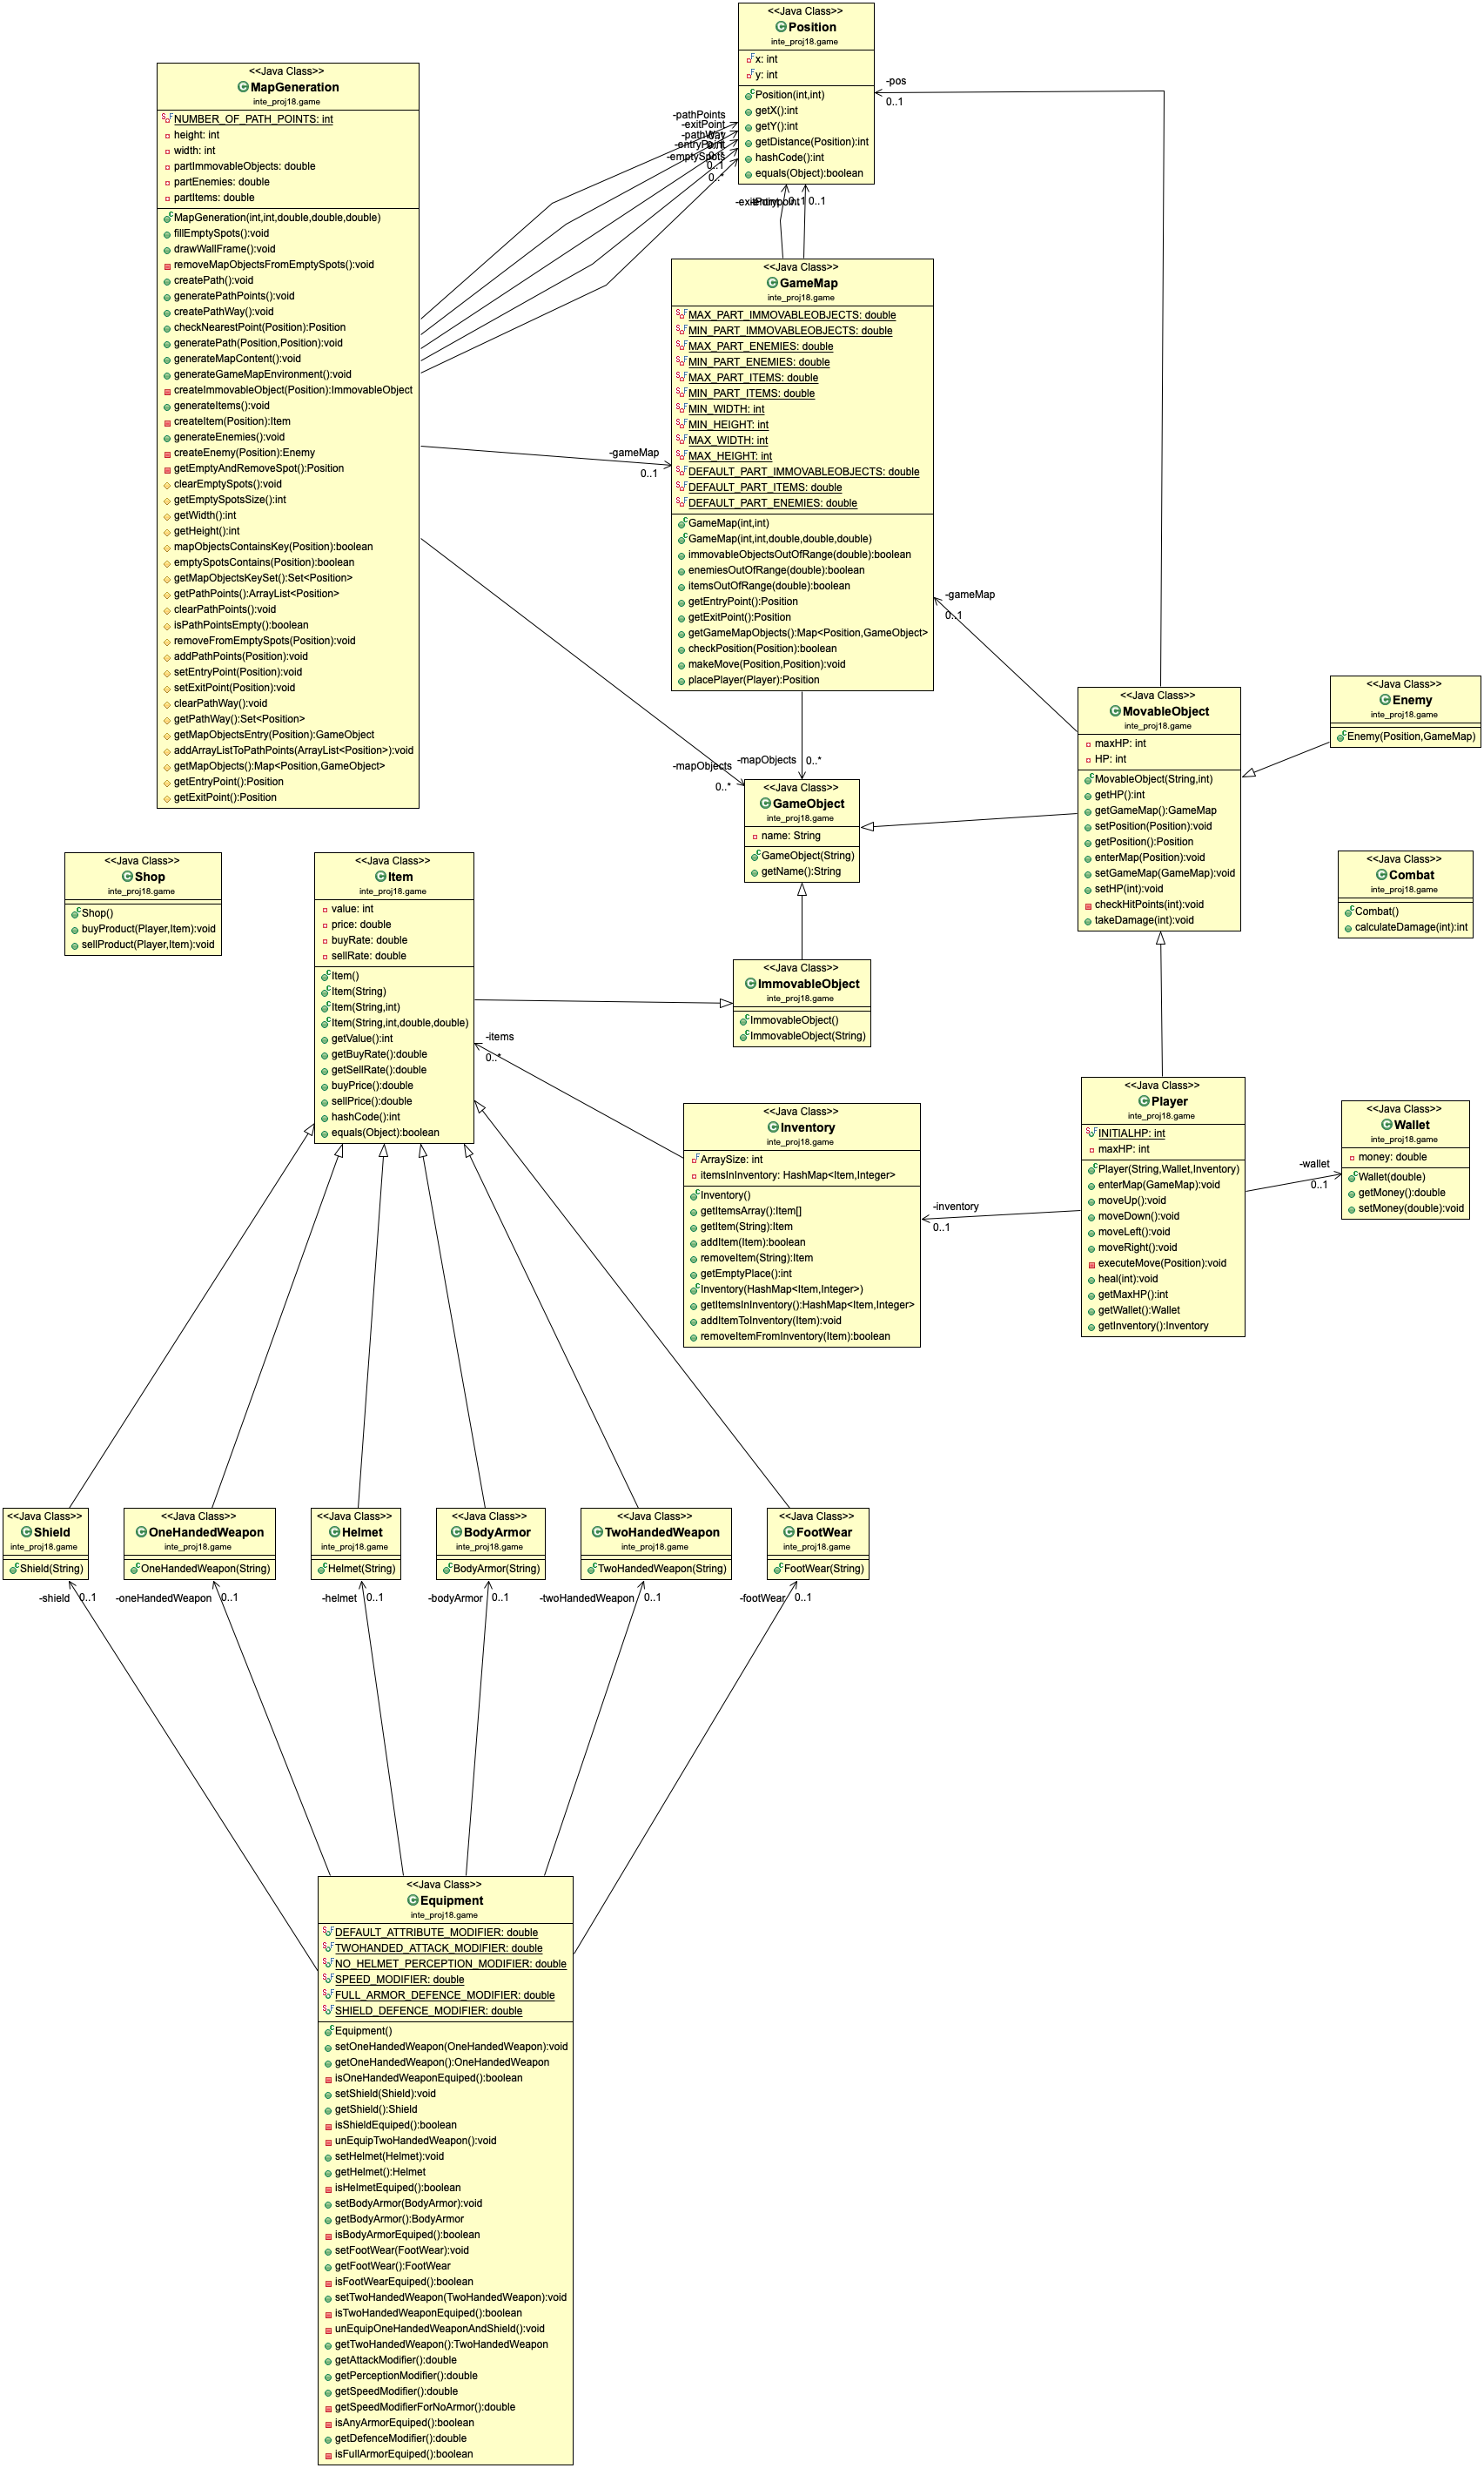 <<Java Class>>
Position
inte_proj18.game
x: int
y: int
Position(int,int)
getX():int
getY():int
getDistance(Position):int
hashCode():int
equals(Object):boolean
<<Java Class>>
MapGeneration
inte_proj18.game
NUMBER_OF_PATH_POINTS: int
height: int
width: int
partImmovableObjects: double
partEnemies: double
partItems: double
MapGeneration(int,int,double,double,double)
fillEmptySpots():void
drawWallFrame():void
removeMapObjectsFromEmptySpots():void
createPath():void
generatePathPoints():void
createPathWay():void
checkNearestPoint(Position):Position
generatePath(Position,Position):void
generateMapContent():void
generateGameMapEnvironment():void
createImmovableObject(Position):ImmovableObject
generateItems():void
createItem(Position):Item
generateEnemies():void
createEnemy(Position):Enemy
getEmptyAndRemoveSpot():Position
clearEmptySpots():void
getEmptySpotsSize():int
getWidth():int
getHeight():int
mapObjectsContainsKey(Position):boolean
emptySpotsContains(Position):boolean
getMapObjectsKeySet():Set<Position>
getPathPoints():ArrayList<Position>
clearPathPoints():void
isPathPointsEmpty():boolean
removeFromEmptySpots(Position):void
addPathPoints(Position):void
setEntryPoint(Position):void
setExitPoint(Position):void
clearPathWay():void
getPathWay():Set<Position>
getMapObjectsEntry(Position):GameObject
addArrayListToPathPoints(ArrayList<Position>):void
getMapObjects():Map<Position,GameObject>
getEntryPoint():Position
getExitPoint():Position
-pathPoints
-exitPoint
-pathWay
-entryPoint
0..1
-emptySpots
0..*
-pos
0..1
0..1
0..1
<<Java Class>>
GameMap
inte_proj18.game
MAX_PART_IMMOVABLEOBJECTS: double
MIN_PART_IMMOVABLEOBJECTS: double
MAX_PART_ENEMIES: double
MIN_PART_ENEMIES: double
MAX_PART_ITEMS: double
MIN_PART_ITEMS: double
MIN_WIDTH: int
MIN_HEIGHT: int
MAX_WIDTH: int
MAX_HEIGHT: int
DEFAULT_PART_IMMOVABLEOBJECTS: double
DEFAULT_PART_ITEMS: double
DEFAULT_PART_ENEMIES: double
GameMap(int,int)
GameMap(int,int,double,double,double)
immovableObjectsOutOfRange(double):boolean
enemiesOutOfRange(double):boolean
itemsOutOfRange(double):boolean
getEntryPoint():Position
getExitPoint():Position
getGameMapObjects():Map<Position,GameObject>
checkPosition(Position):boolean
makeMove(Position,Position):void
placePlayer(Player):Position
-gameMap
0..1
-gameMap
0..1
-mapObjects
0..*
-mapObjects
0..*
<<Java Class>>
MovableObject
inte_proj18.game
maxHP: int
HP: int
MovableObject(String,int)
getHP():int
getGameMap():GameMap
setPosition(Position):void
getPosition():Position
enterMap(Position):void
setGameMap(GameMap):void
setHP(int):void
checkHitPoints(int):void
takeDamage(int):void
<<Java Class>>
Enemy
inte_proj18.game
Enemy(Position,GameMap)
<<Java Class>>
GameObject
inte_proj18.game
name: String
GameObject(String)
getName():String
<<Java Class>>
Shop
inte_proj18.game
Shop()
buyProduct(Player,Item):void
sellProduct(Player,Item):void
<<Java Class>>
Item
inte_proj18.game
value: int
price: double
buyRate: double
sellRate: double
Item()
Item(String)
Item(String,int)
Item(String,int,double,double)
getValue():int
getBuyRate():double
getSellRate():double
buyPrice():double
sellPrice():double
hashCode():int
equals(Object):boolean
<<Java Class>>
Combat
inte_proj18.game
Combat()
calculateDamage(int):int
<<Java Class>>
ImmovableObject
inte_proj18.game
ImmovableObject()
ImmovableObject(String)
-items
0..*
<<Java Class>>
Inventory
inte_proj18.game
ArraySize: int
itemsInInventory: HashMap<Item,Integer>
Inventory()
getItemsArray():Item[]
getItem(String):Item
addItem(Item):boolean
removeItem(String):Item
getEmptyPlace():int
Inventory(HashMap<Item,Integer>)
getItemsInInventory():HashMap<Item,Integer>
addItemToInventory(Item):void
removeItemFromInventory(Item):boolean
-inventory
0..1
<<Java Class>>
Player
inte_proj18.game
INITIALHP: int
maxHP: int
Player(String,Wallet,Inventory)
enterMap(GameMap):void
moveUp():void
moveDown():void
moveLeft():void
moveRight():void
executeMove(Position):void
heal(int):void
getMaxHP():int
getWallet():Wallet
getInventory():Inventory
-wallet
0..1
<<Java Class>>
Wallet
inte_proj18.game
money: double
Wallet(double)
getMoney():double
setMoney(double):void
<<Java Class>>
Shield
inte_proj18.game
Shield(String)
<<Java Class>>
OneHandedWeapon
inte_proj18.game
OneHandedWeapon(String)
<<Java Class>>
Helmet
inte_proj18.game
Helmet(String)
<<Java Class>>
BodyArmor
inte_proj18.game
BodyArmor(String)
<<Java Class>>
TwoHandedWeapon
inte_proj18.game
TwoHandedWeapon(String)
<<Java Class>>
FootWear
inte_proj18.game
FootWear(String)
-shield 0..1
-oneHandedWeapon 0..1
-helmet 0..1
-bodyArmor 0..1
-twoHandedWeapon 0..1
-footWear 0..1
<<Java Class>>
Equipment
inte_proj18.game
DEFAULT_ATTRIBUTE_MODIFIER: double
TWOHANDED_ATTACK_MODIFIER: double
NO_HELMET_PERCEPTION_MODIFIER: double
SPEED_MODIFIER: double
FULL_ARMOR_DEFENCE_MODIFIER: double
SHIELD_DEFENCE_MODIFIER: double
Equipment()
setOneHandedWeapon(OneHandedWeapon):void
getOneHandedWeapon():OneHandedWeapon
isOneHandedWeaponEquiped():boolean
setShield(Shield):void
getShield():Shield
isShieldEquiped():boolean
unEquipTwoHandedWeapon():void
setHelmet(Helmet):void
getHelmet():Helmet
isHelmetEquiped():boolean
setBodyArmor(BodyArmor):void
getBodyArmor():BodyArmor
isBodyArmorEquiped():boolean
setFootWear(FootWear):void
getFootWear():FootWear
isFootWearEquiped():boolean
setTwoHandedWeapon(TwoHandedWeapon):void
isTwoHandedWeaponEquiped():boolean
unEquipOneHandedWeaponAndShield():void
getTwoHandedWeapon():TwoHandedWeapon
getAttackModifier():double
getPerceptionModifier():double
getSpeedModifier():double
getSpeedModifierForNoArmor():double
isAnyArmorEquiped():boolean
getDefenceModifier():double
isFullArmorEquiped():boolean